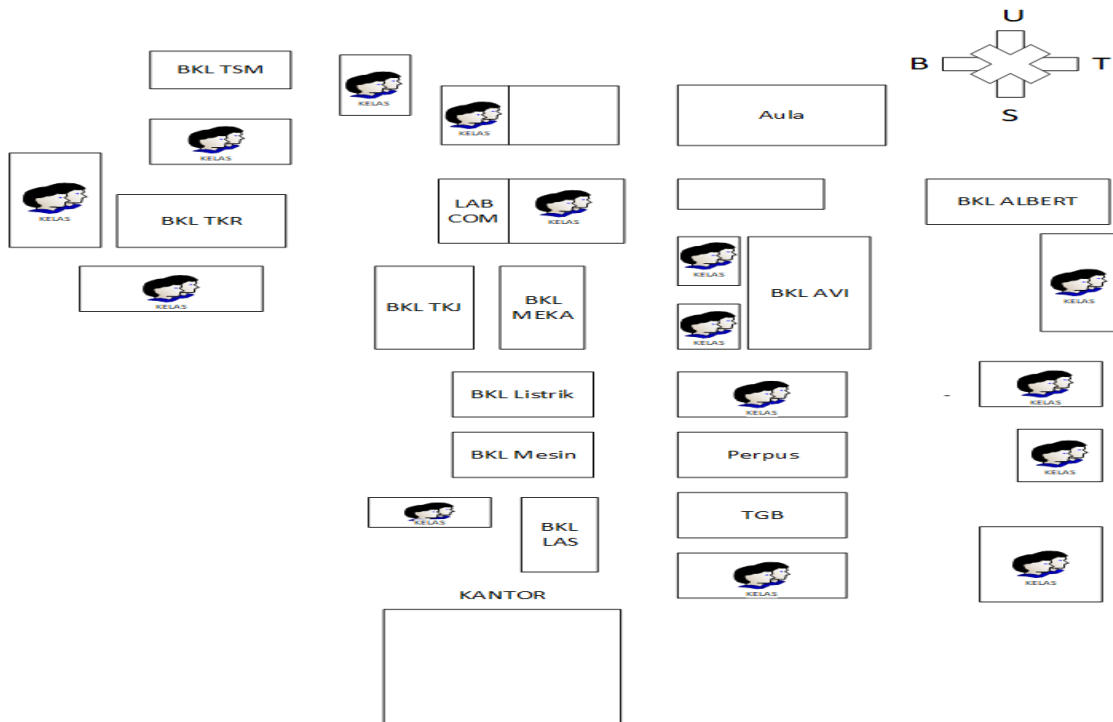 U
BKL TSM
B
T
KELAS
KELAS
Aula
S
KELAS
KELAS
BKL TKR
LAB
COM
KELAS
BKL ALBERT
KELAS
KELAS
BKL TKJ
BKL
MEKA
KELAS
BKL AVI
KELAS
KELAS
BKL Listrik
KELAS
-
KELAS
BKL Mesin
Perpus
KELAS
KELAS
BKL
LAS
TGB
KELAS
KELAS
KANTOR